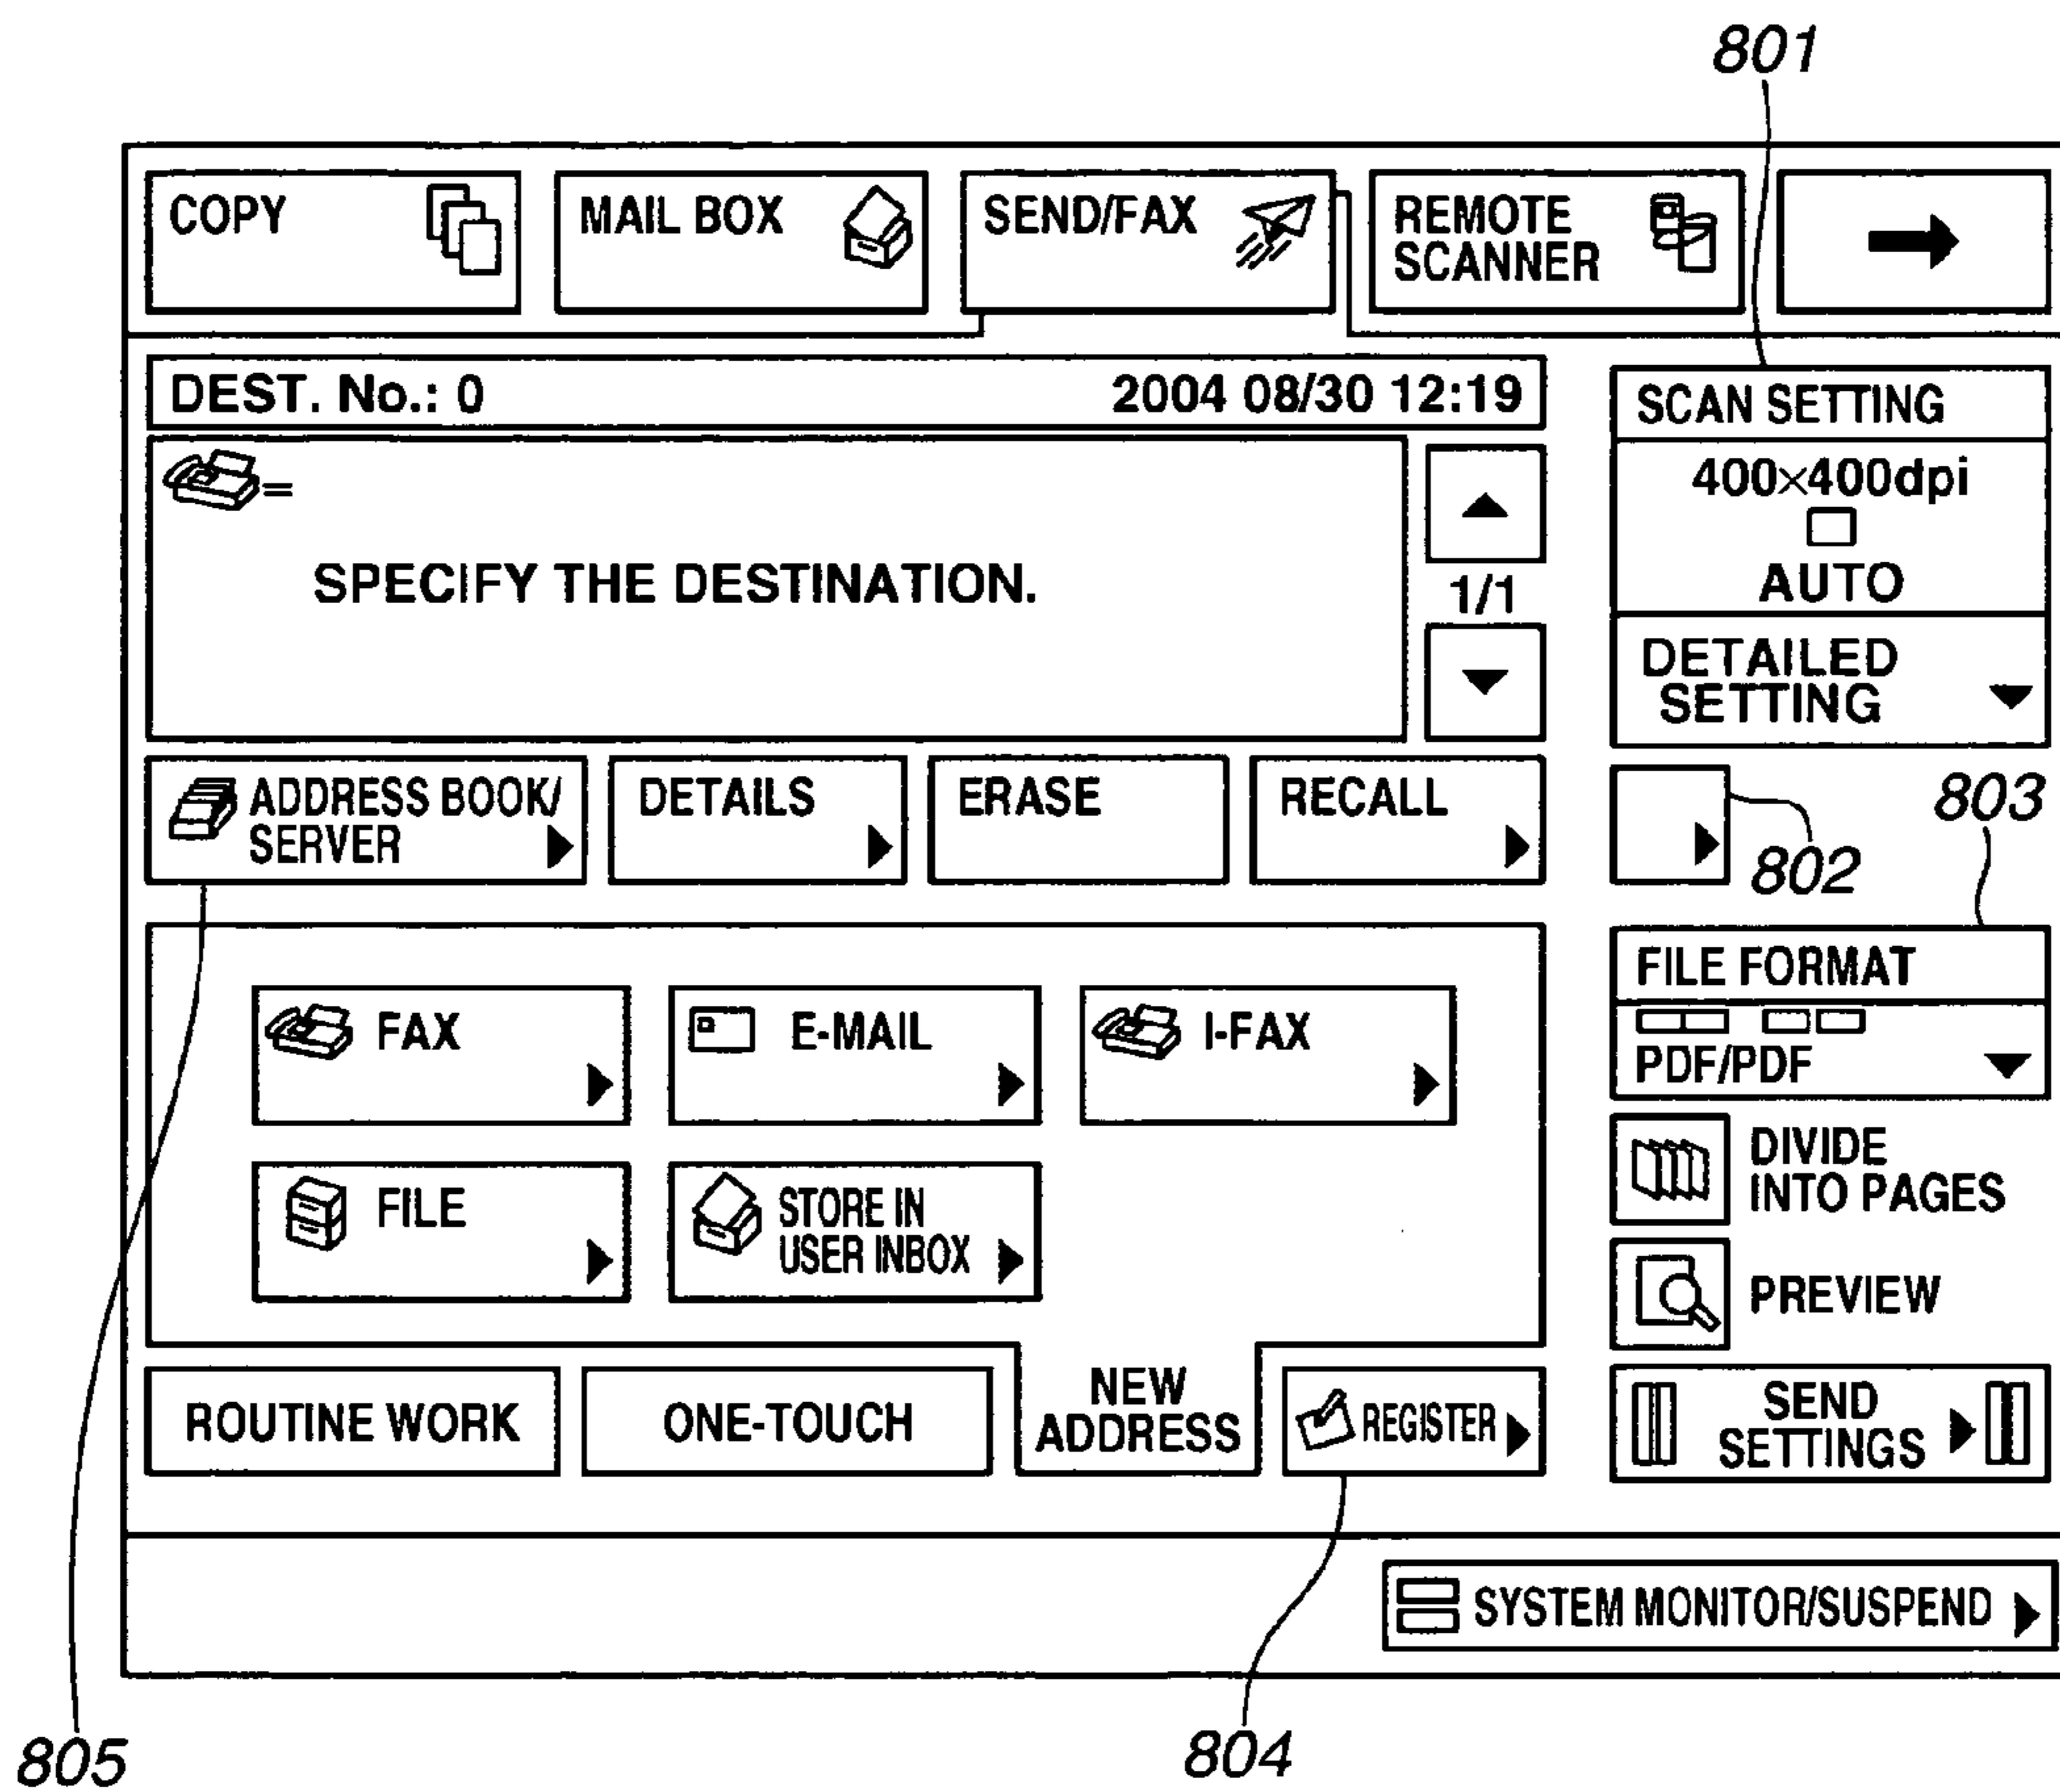 801
COPY
MAIL BOX
SEND/FAX
REMOTE
SCANNER
DEST. No.: 0
2004 08/30 12:19
=
SPECIFY THE DESTINATION.
1/1
SCAN SETTING
400×400dpi
AUTO
DETAILED
SETTING
ADDRESS BOOK/
SERVER
DETAILS
ERASE
RECALL
802
803
FAX
E-MAIL
I-FAX
FILE
STORE IN
USER INBOX
FILE FORMAT
PDF/PDF
DIVIDE
INTO PAGES
PREVIEW
ROUTINE WORK
ONE-TOUCH
NEW
ADDRESS
REGISTER
SEND
SETTINGS
SYSTEM MONITOR/SUSPEND
805
804